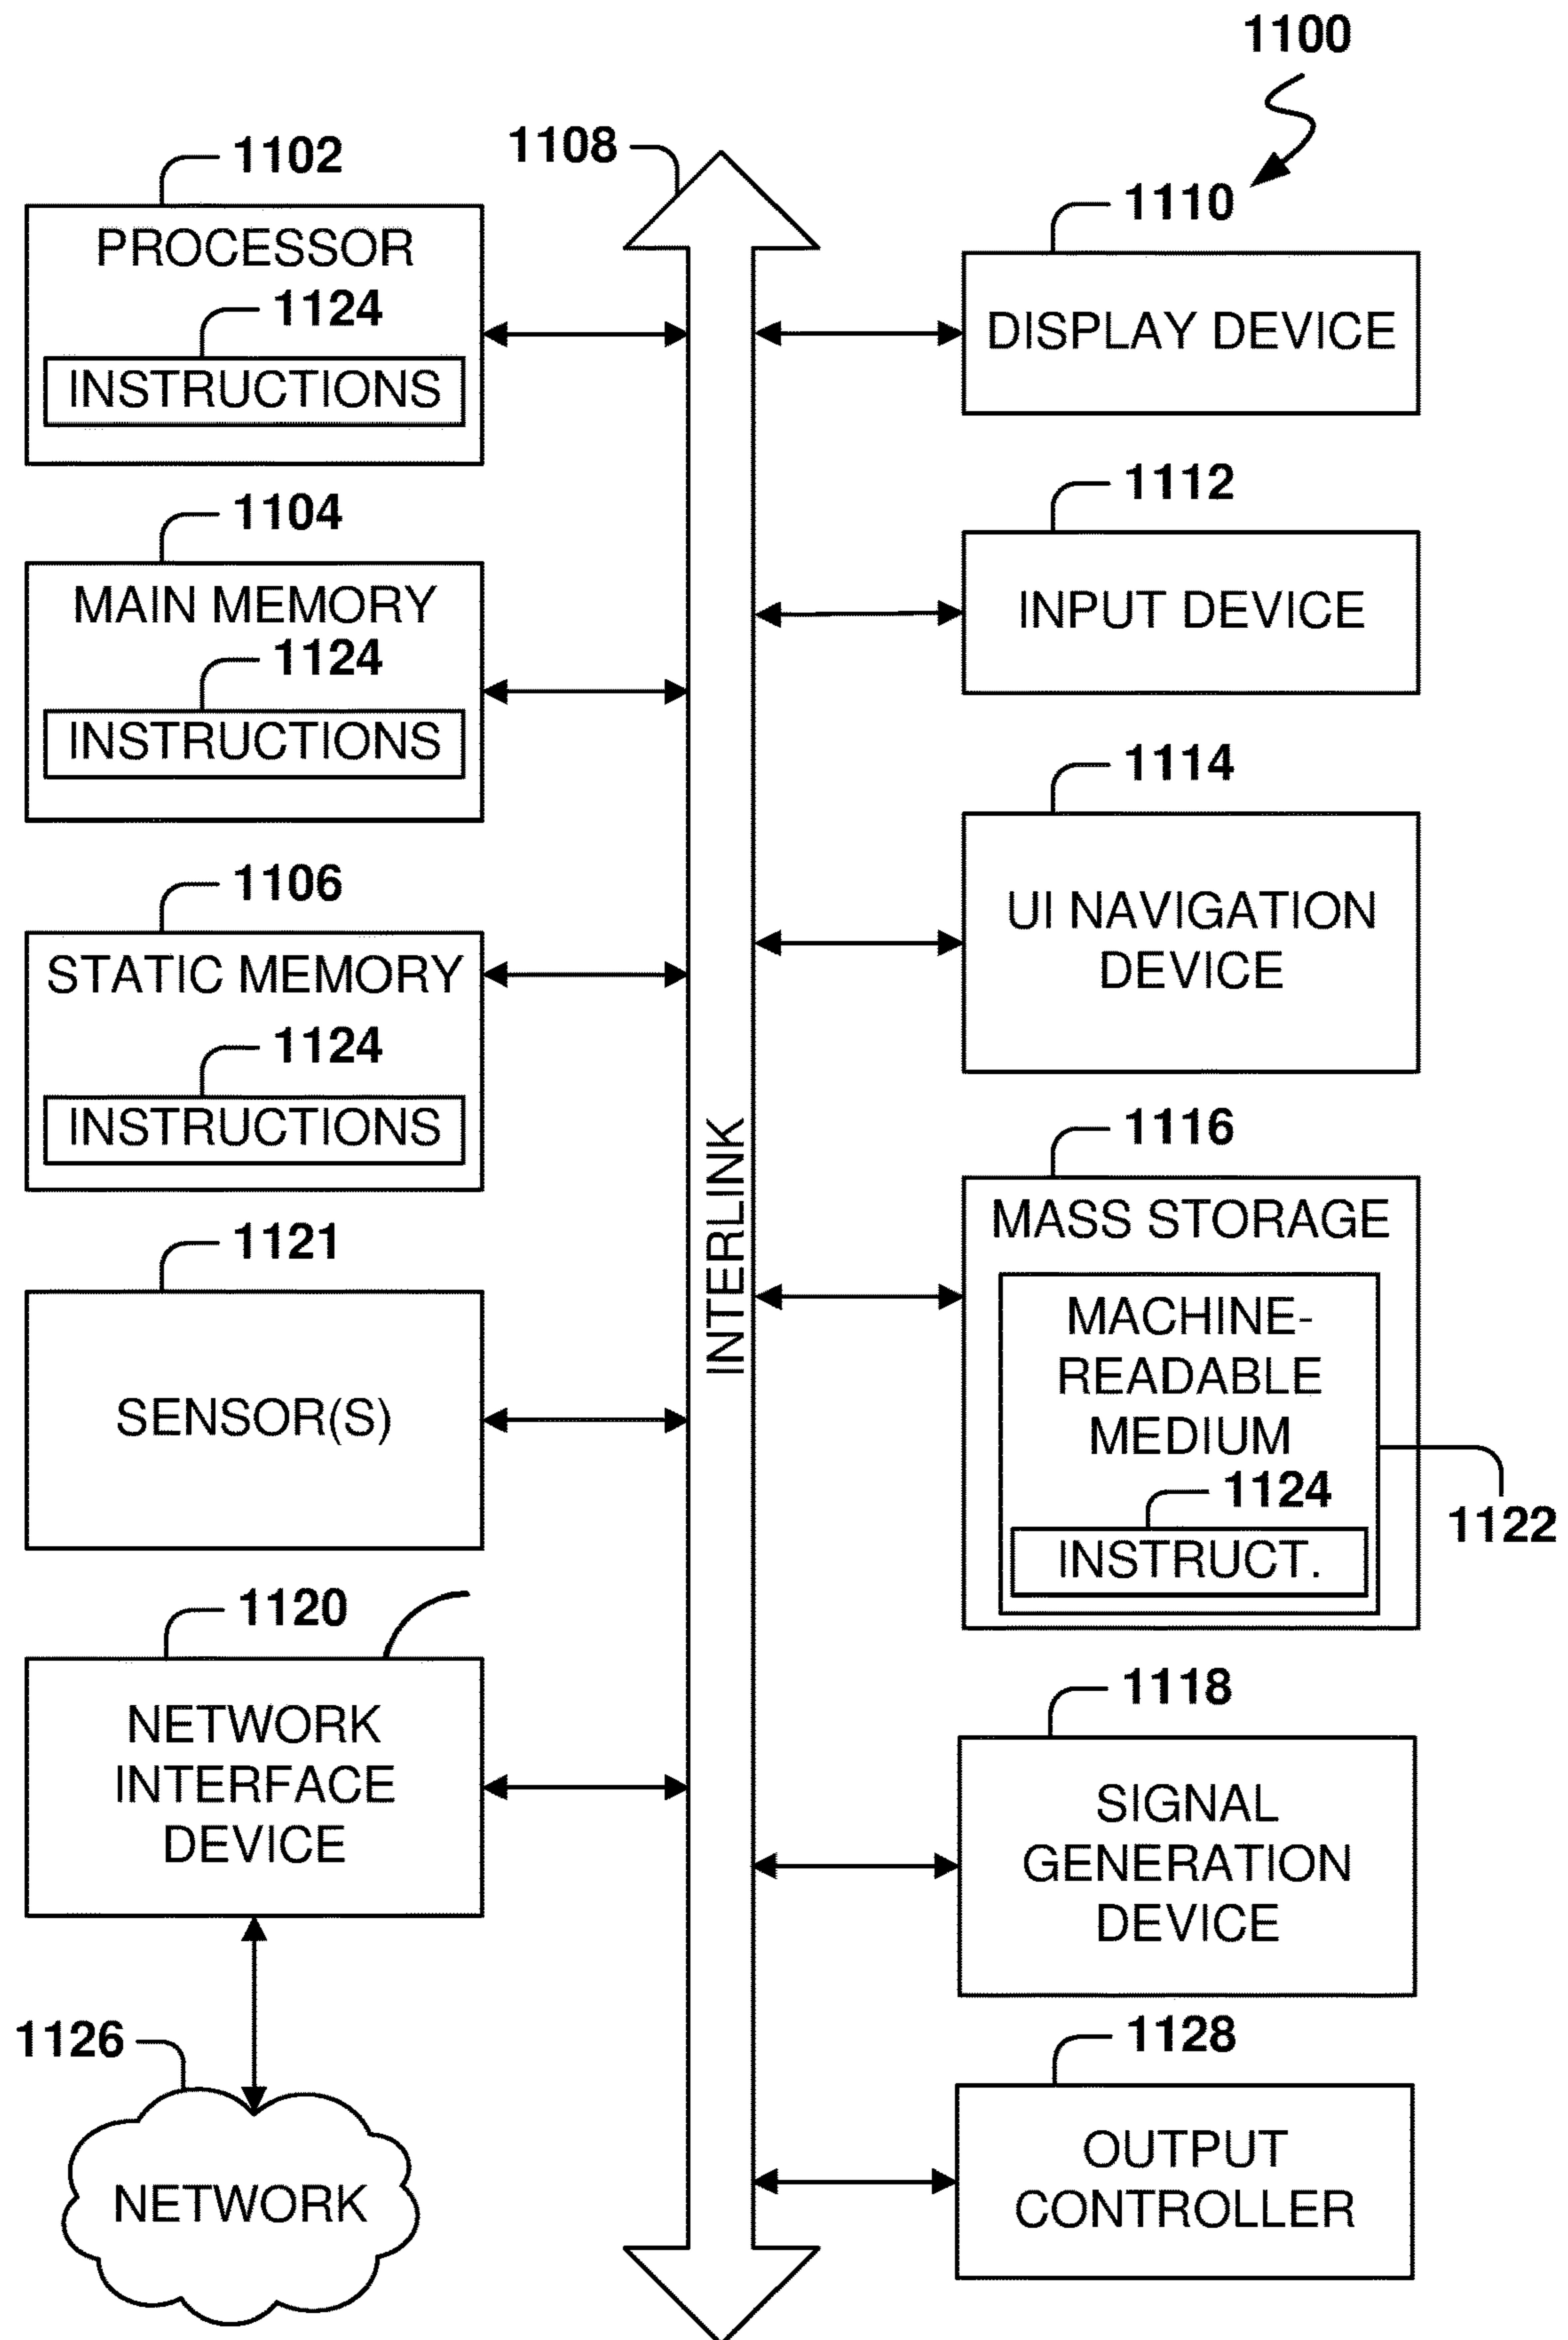 1100
1102
PROCESSOR
1124
INSTRUCTIONS
1104
MAIN MEMORY
1124
INSTRUCTIONS
1106
STATIC MEMORY
1124
INSTRUCTIONS
1121
SENSOR(S)
1120
NETWORK
INTERFACE
DEVICE
1126
NETWORK
1108
INTERLINK
1110
DISPLAY DEVICE
1112
INPUT DEVICE
1114
UI NAVIGATION
DEVICE
1116
MASS STORAGE
MACHINE-
READABLE
MEDIUM
1124
INSTRUCT.
1122
1118
SIGNAL
GENERATION
DEVICE
1128
OUTPUT
CONTROLLER